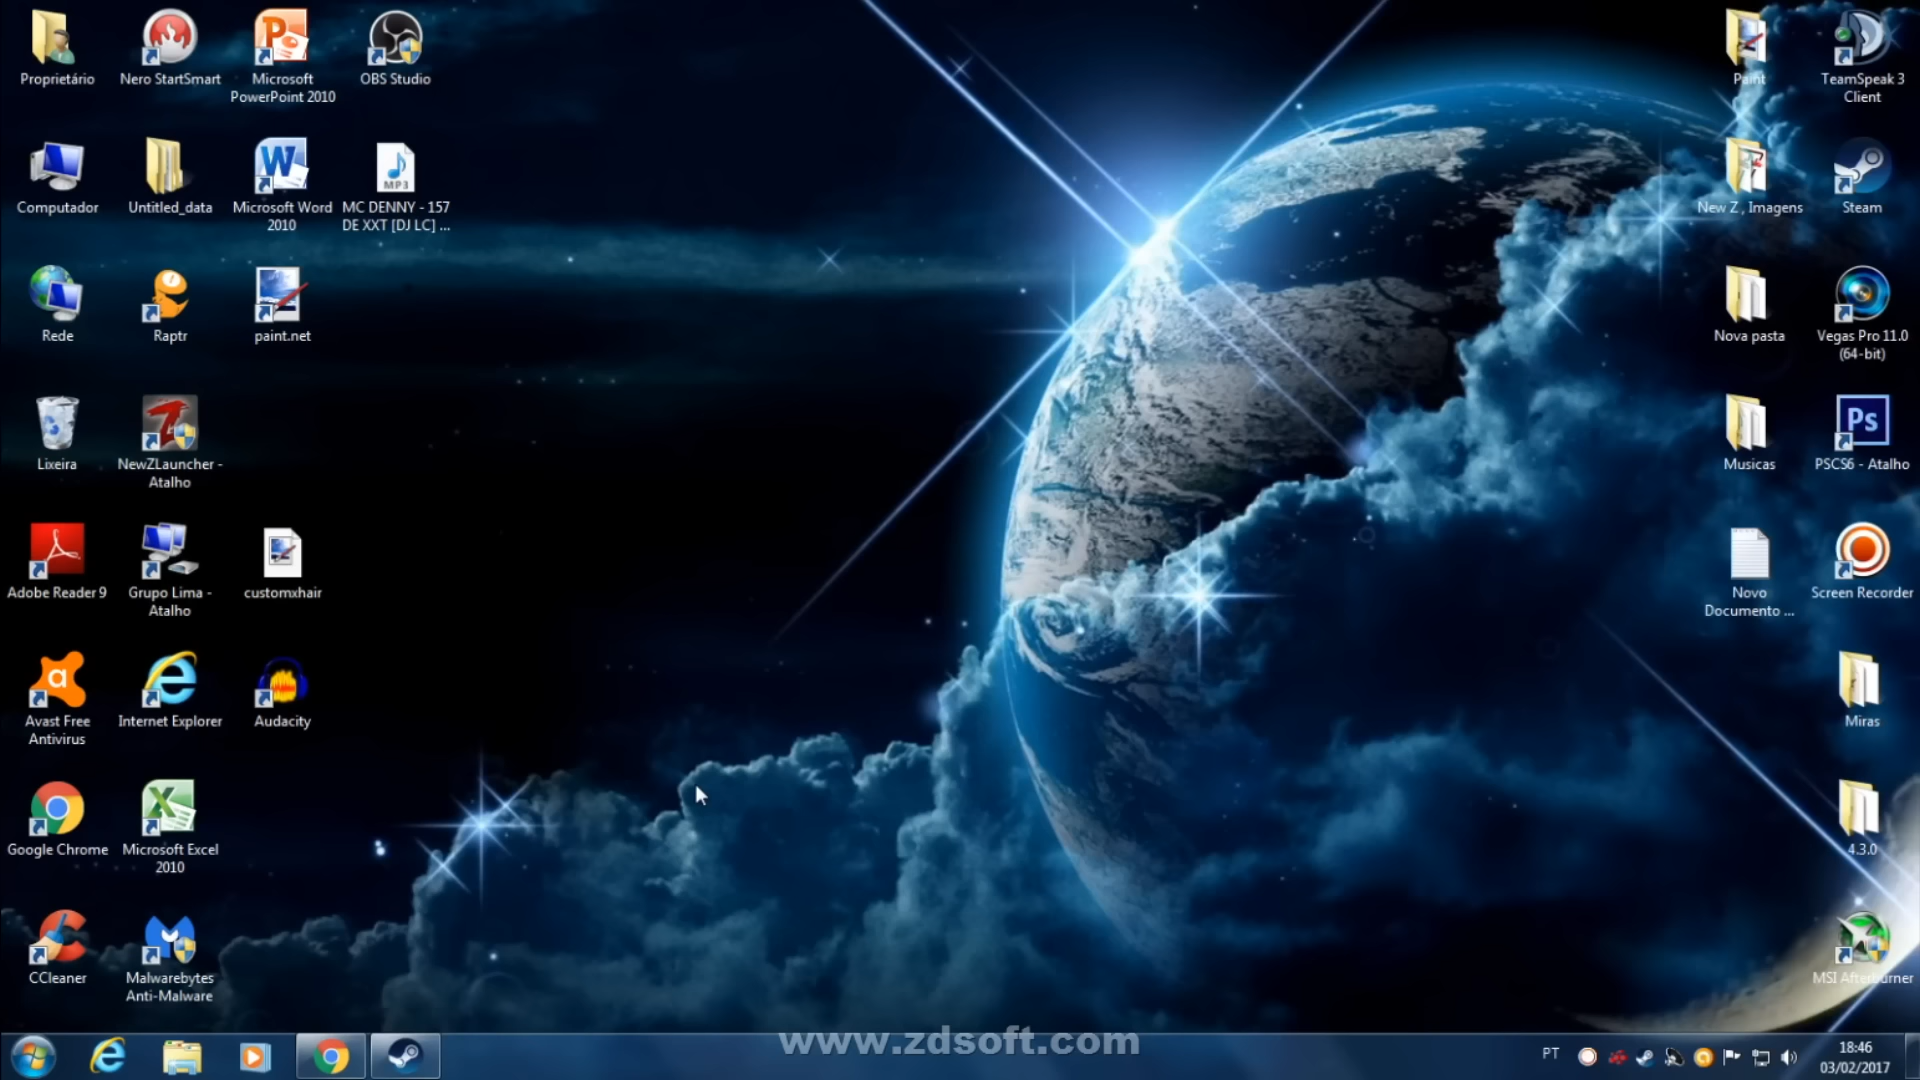 Proprietário
Nero StartSmart
Microsoft
PowerPoint 2010
OBS Studio
Paint
TeamSpeak 3
Client
Computador
Untitled_data
Microsoft Word
2010
MP3
MC DENNY - 157
DE XXT [DJ LC] ...
New Z , Imagens
Steam
Rede
Raptr
paint.net
Nova pasta
Vegas Pro 11.0
(64-bit)
Lixeira
NewZLauncher -
Atalho
Musicas
Ps
PSCS6 - Atalho
Adobe Reader 9
Grupo Lima -
Atalho
customxhair
Novo
Documento ...
Screen Recorder
Avast Free
Antivirus
Internet Explorer
Audacity
Miras
Google Chrome
Microsoft Excel
2010
4.3.0
CCleaner
Malwarebytes
Anti-Malware
MSI Afterburner
www.zdsoft.com
PT
18:46
03/02/2017